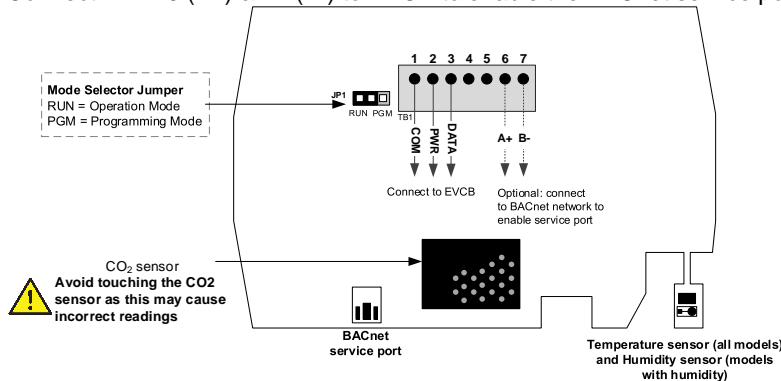 Mode Selector Jumper
RUN = Operation Mode
PGM = Programming Mode
JP1
RUN PGM
1 2 3 4 5 6 7
TB1
COM
PWR
DATA
A+ B-
Connect to EVCB
Optional: connect
to BACnet network to
enable service port
CO2 sensor
Avoid touching the CO2
sensor as this may cause
incorrect readings
BACnet
service port
Temperature sensor (all models)
and Humidity sensor (models
with humidity)